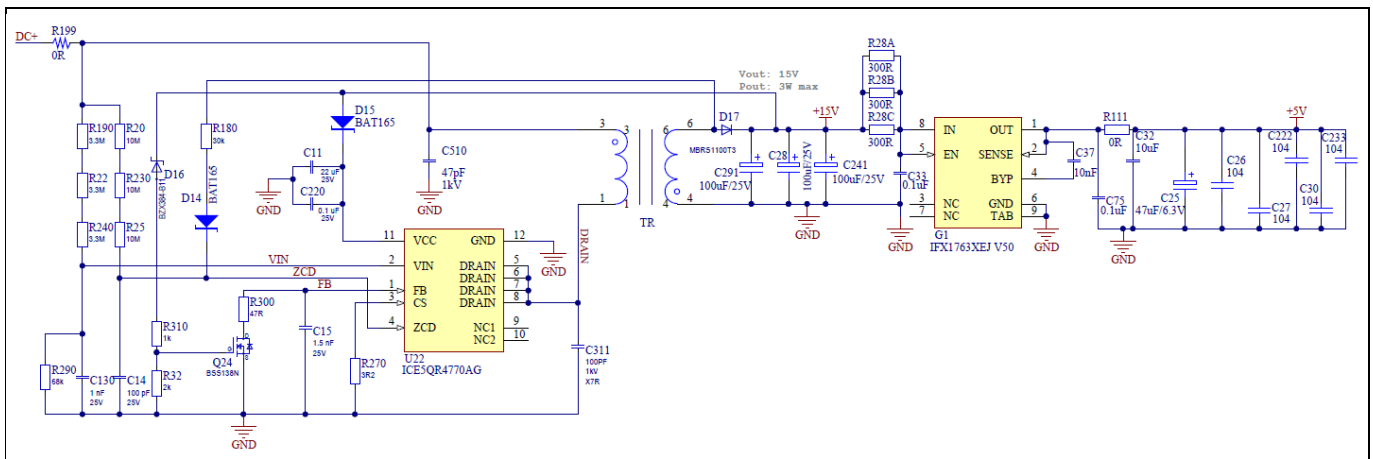 DC+
R199
0R
R190
3.3M
R20
10M
R22
3.3M
R230
10M
R240
3.3M
R25
10M
D16
BZX384-B11
R180
30k
D14
BAT165
D15
BAT165
C11
22 uF
25V
C220
0.1 uF
25V
GND
C510
47pF
1kV
GND
3
3
1
1
6
6
4
4
TR
DRAIN
D17
MBRS1100T3
Vout: 15V
Pout: 3W max
+15V
C291
100uF/25V
C28
100uF/25V
C241
100uF/25V
GND
R28A
300R
R28B
300R
R28C
300R
C33
0.1uF
8
IN
5
EN
3
NC
7
NC
OUT
1
SENSE
2
BYP
4
GND
6
TAB
9
G1
IFX1763XEJ V50
GND
GND
C37
10nF
R111
0R
C32
10uF
C75
0.1uF
C25
47uF/6.3V
C26
104
C27
104
+5V
C222
104
C30
104
C233
104
GND
VIN
ZCD
FB
11
VCC
2
VIN
1
FB
3
CS
4
ZCD
GND
12
DRAIN
5
DRAIN
6
DRAIN
7
DRAIN
8
NC1
9
NC2
10
U22
ICE5QR4770AG
GND
R300
47R
R310
1k
R32
2k
Q24
BSS138N
D
G
S
C15
1.5 nF
25V
R270
3R2
C311
100PF
1kV
X7R
R290
68k
C130
1 nF
25V
C14
100 pF
25V
GND